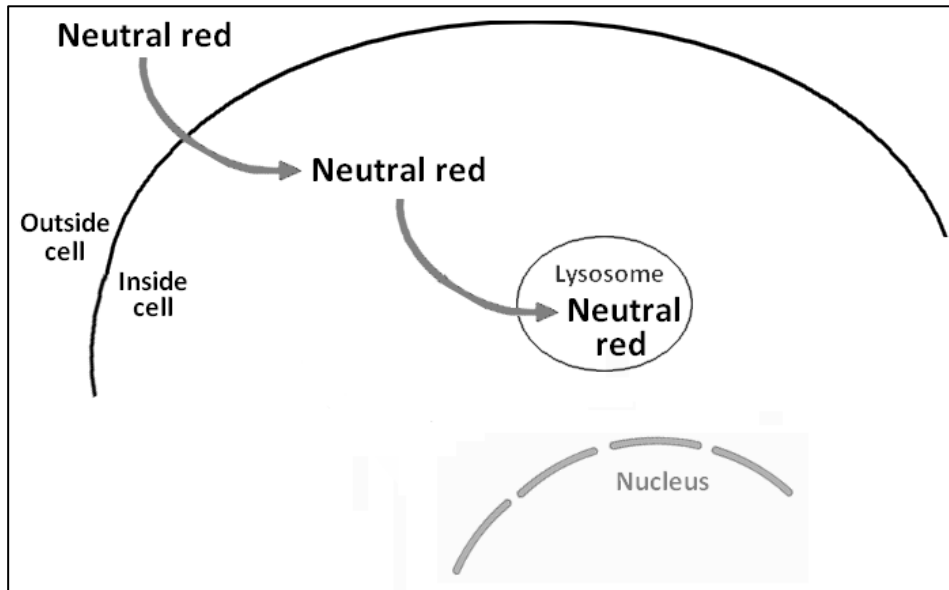 Neutral red
Neutral red
Outside
cell
Inside
cell
Lysosome
Neutral
red
Nucleus